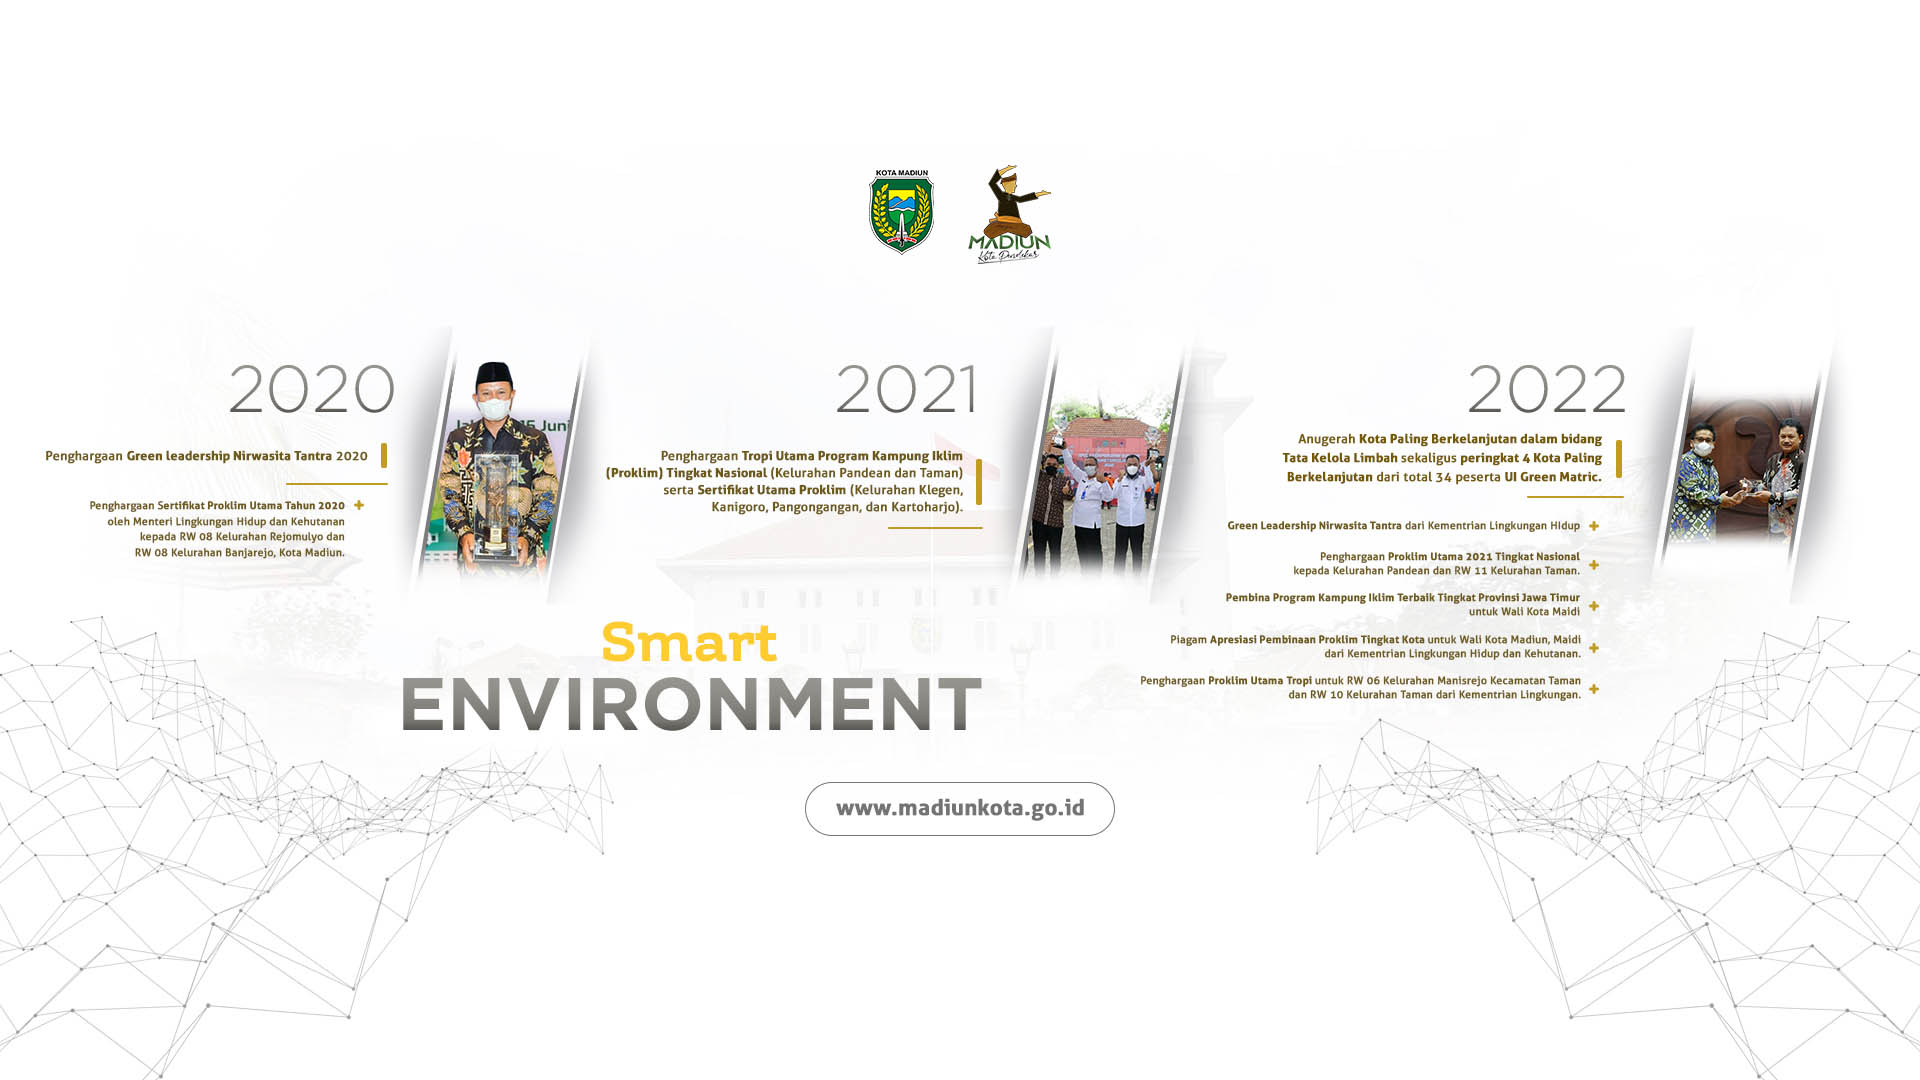 KOTA MADIUN
MADIUN
Kota Pendekar
2020
Penghargaan Green leadership Nirwasita Tantra 2020
Penghargaan Sertifikat Proklim Utama Tahun 2020
oleh Menteri Lingkungan Hidup dan Kehutanan
kepada RW 08 Kelurahan Rejomulyo dan
RW 08 Kelurahan Banjarejo, Kota Madiun.
15 Juni
2021
Penghargaan Tropi Utama Program Kampung Iklim
(Proklim) Tingkat Nasional (Kelurahan Pandean dan Taman)
serta Sertifikat Utama Proklim (Kelurahan Klegen,
Kanigoro, Pangongangan, dan Kartoharjo).
2022
Anugerah Kota Paling Berkelanjutan dalam bidang
Tata Kelola Limbah sekaligus peringkat 4 Kota Paling
Berkelanjutan dari total 34 peserta UI Green Matric.
Green Leadership Nirwasita Tantra dari Kementrian Lingkungan Hidup
Penghargaan Proklim Utama 2021 Tingkat Nasional
kepada Kelurahan Pandean dan RW 11 Kelurahan Taman.
Pembina Program Kampung Iklim Terbaik Tingkat Provinsi Jawa Timur
untuk Wali Kota Maidi
Piagam Apresiasi Pembinaan Proklim Tingkat Kota untuk Wali Kota Madiun, Maidi
dari Kementrian Lingkungan Hidup dan Kehutanan.
Penghargaan Proklim Utama Tropi untuk RW 06 Kelurahan Manisrejo Kecamatan Taman
dan RW 10 Kelurahan Taman dari Kementrian Lingkungan.
Smart
ENVIRONMENT
www.madiunkota.go.id